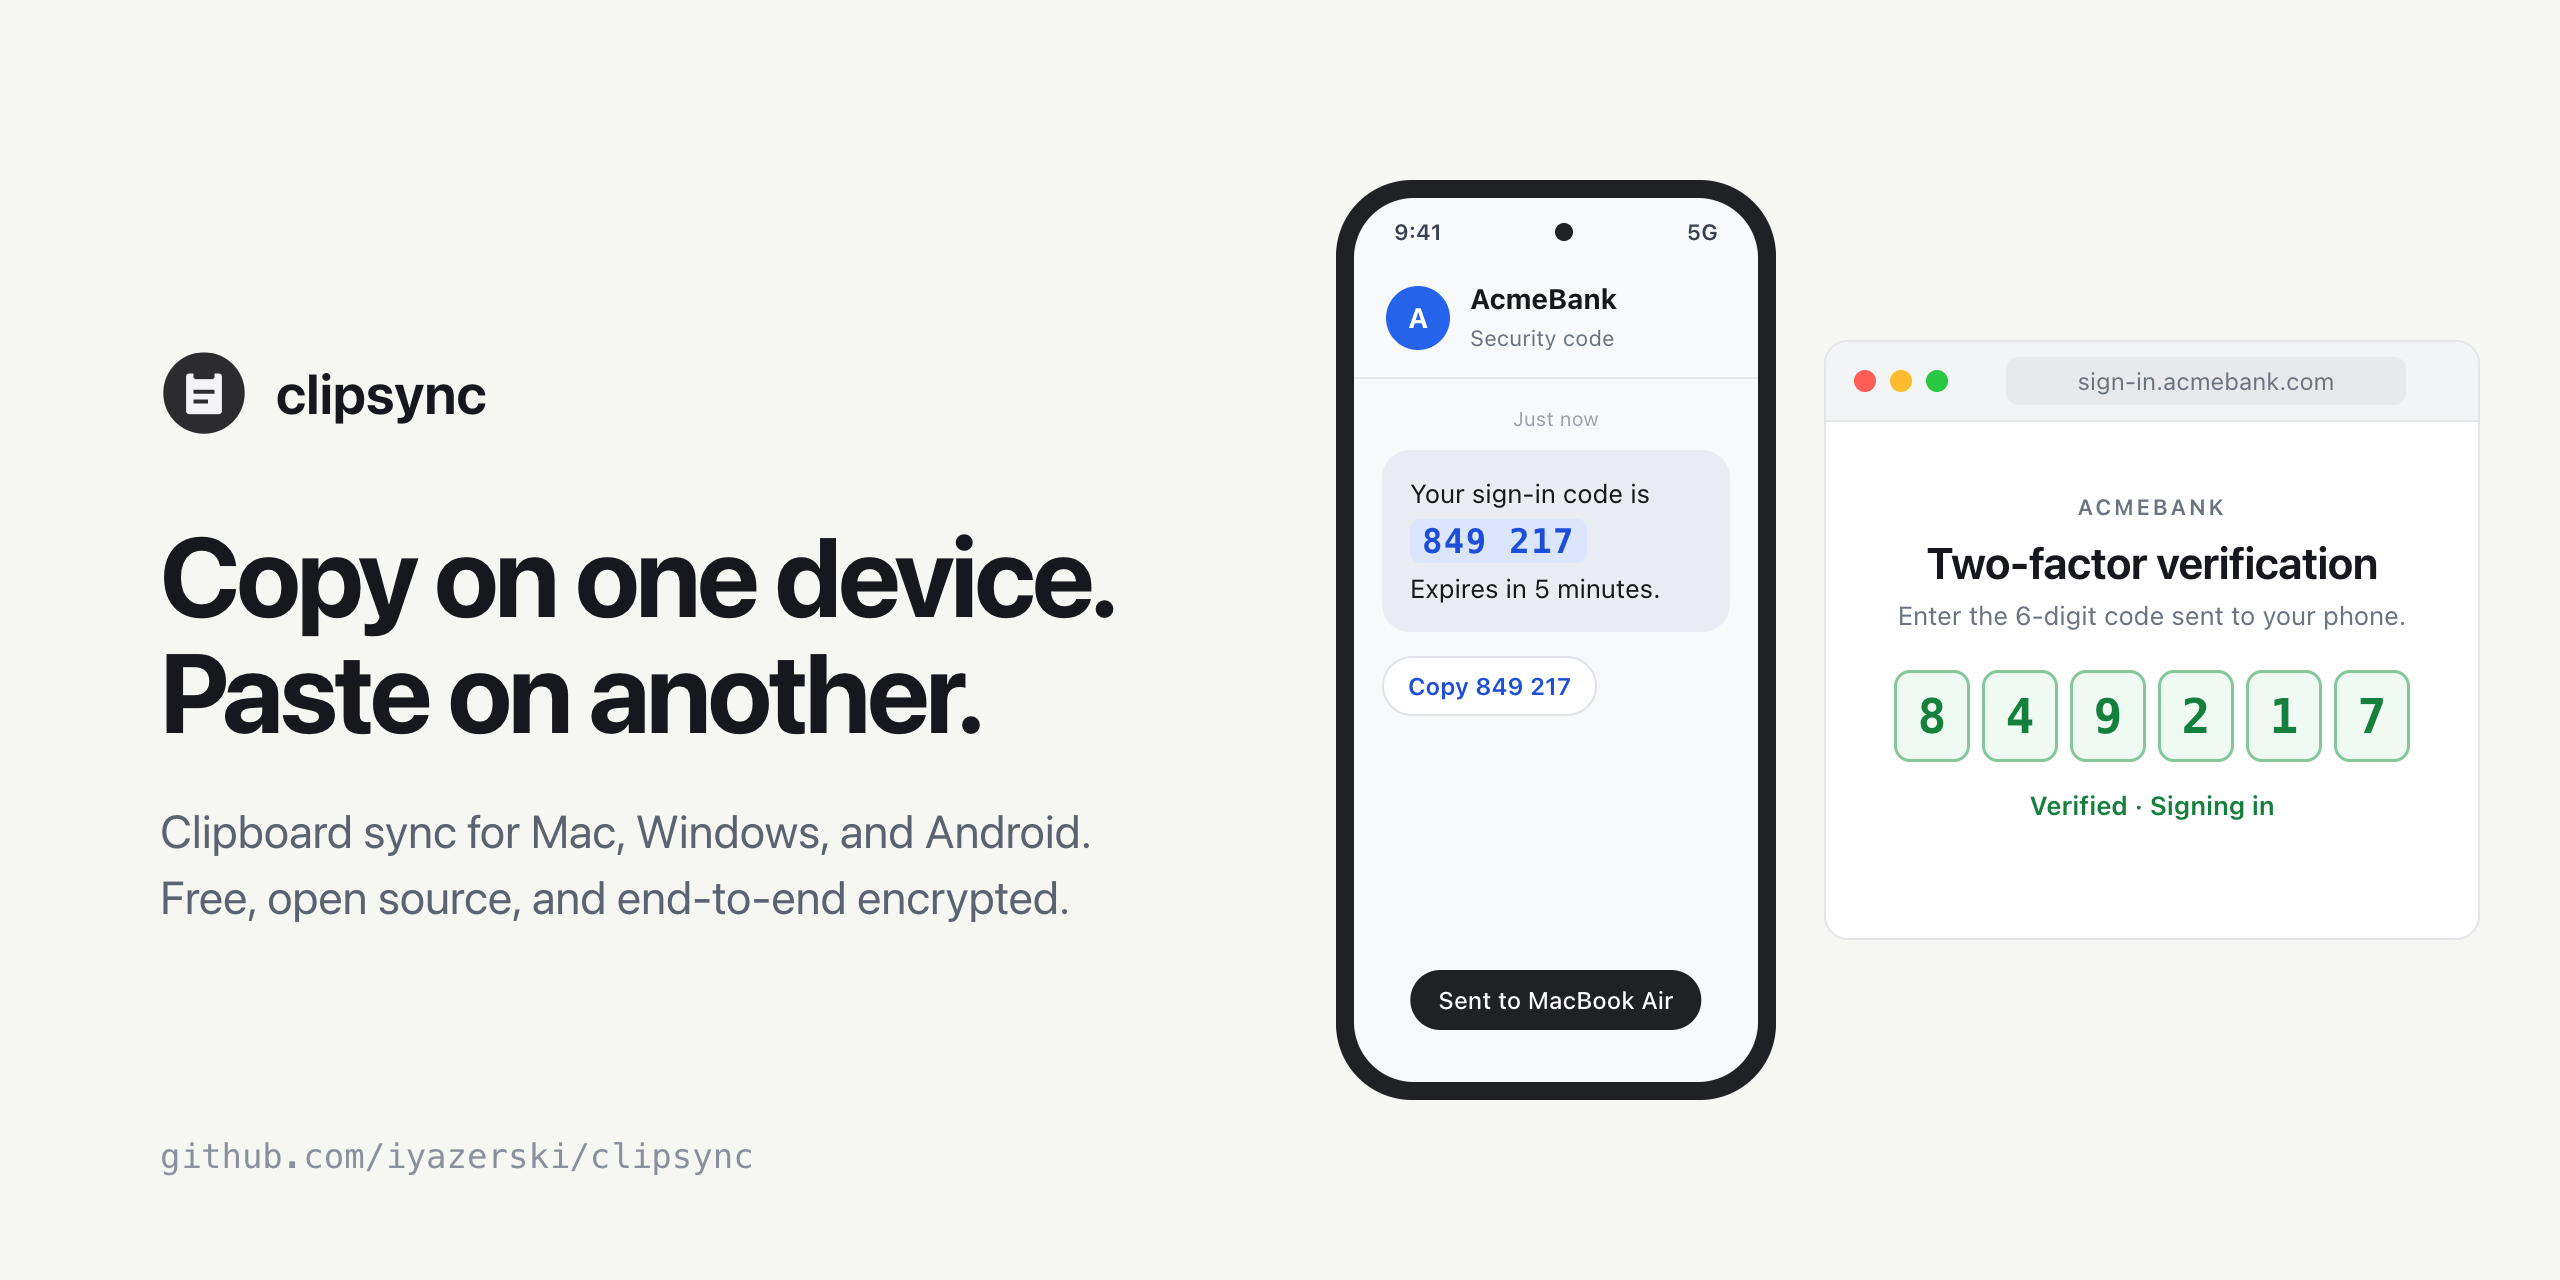 clipsync
Copy on one device.
Paste on another.
Clipboard sync for Mac, Windows, and Android.
Free, open source, and end-to-end encrypted.
github.com/iyazerski/clipsync
9:41
5G
A
AcmeBank
Security code
Just now
Your sign-in code is
849 217
Expires in 5 minutes.
Copy 849 217
Sent to MacBook Air
sign-in.acmebank.com
ACMEBANK
Two-factor verification
Enter the 6-digit code sent to your phone.
8 4 9 2 1 7
Verified · Signing in